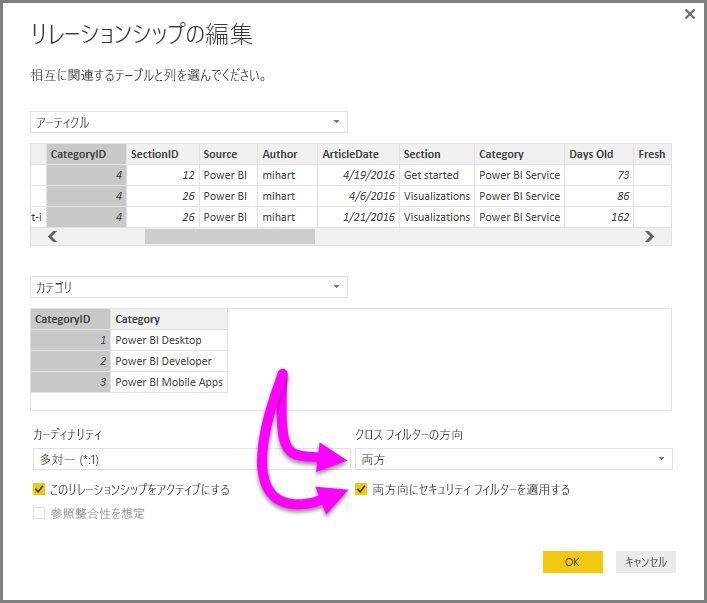 リレーションシップの編集
相互に関連するテーブルと列を選んでください。
アーティクル
CategoryID SectionID Source Author ArticleDate Section Category Days Old Fresh
4 12 Power BI mihart 4/19/2016 Get started Power BI Service 73
4 26 Power BI mihart 4/6/2016 Visualizations Power BI Service 86
t-i 4 26 Power BI mihart 1/21/2016 Visualizations Power BI Service 162
カテゴリ
CategoryID Category
1 Power BI Desktop
2 Power BI Developer
3 Power BI Mobile Apps
カーディナリティ クロス フィルターの方向
多対一 (*:1) 両方
このリレーションシップをアクティブにする 両方向にセキュリティ フィルターを適用する
参照整合性を想定
OK キャンセル